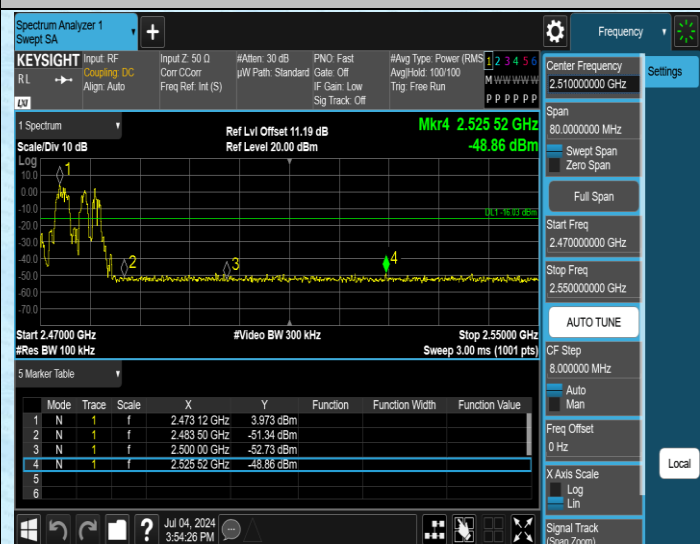 Spectrum Analyzer 1
Swept SA
+
Frequency
KEYSIGHT
RL
LXI
Input: RF
Coupling: DC
Align: Auto
Input Z: 50 Ω
Corr CCorr
Freq Ref: Int (S)
#Atten: 30 dB
µW Path: Standard
PNO: Fast
Gate: Off
IF Gain: Low
Sig Track: Off
#Avg Type: Power (RMS
Avg|Hold: 100/100
Trig: Free Run
1 2 3 4 5 6
M W W W W W
P P P P P P
1 Spectrum
Scale/Div 10 dB
Ref Lvl Offset 11.19 dB
Ref Level 20.00 dBm
Mkr4 2.525 52 GHz
-48.86 dBm
Log
10.0
0.00
-10.0
-20.0
-30.0
-40.0
-50.0
-60.0
-70.0
1
2
3
4
DL1 -16.03 dBm
Start 2.47000 GHz
#Res BW 100 kHz
#Video BW 300 kHz
Stop 2.55000 GHz
Sweep 3.00 ms (1001 pts)
5 Marker Table
Mode Trace Scale X Y Function Function Width Function Value
1 N 1 f 2.473 12 GHz 3.973 dBm
2 N 1 f 2.483 50 GHz -51.34 dBm
3 N 1 f 2.500 00 GHz -52.73 dBm
4 N 1 f 2.525 52 GHz -48.86 dBm
5
6
?
Jul 04, 2024
3:54:26 PM
Center Frequency
2.510000000 GHz
Span
80.0000000 MHz
Swept Span
Zero Span
Full Span
Start Freq
2.470000000 GHz
Stop Freq
2.550000000 GHz
AUTO TUNE
CF Step
8.000000 MHz
Auto
Man
Freq Offset
0 Hz
X Axis Scale
Log
Lin
Signal Track
(Span Zoom)
Settings
Local